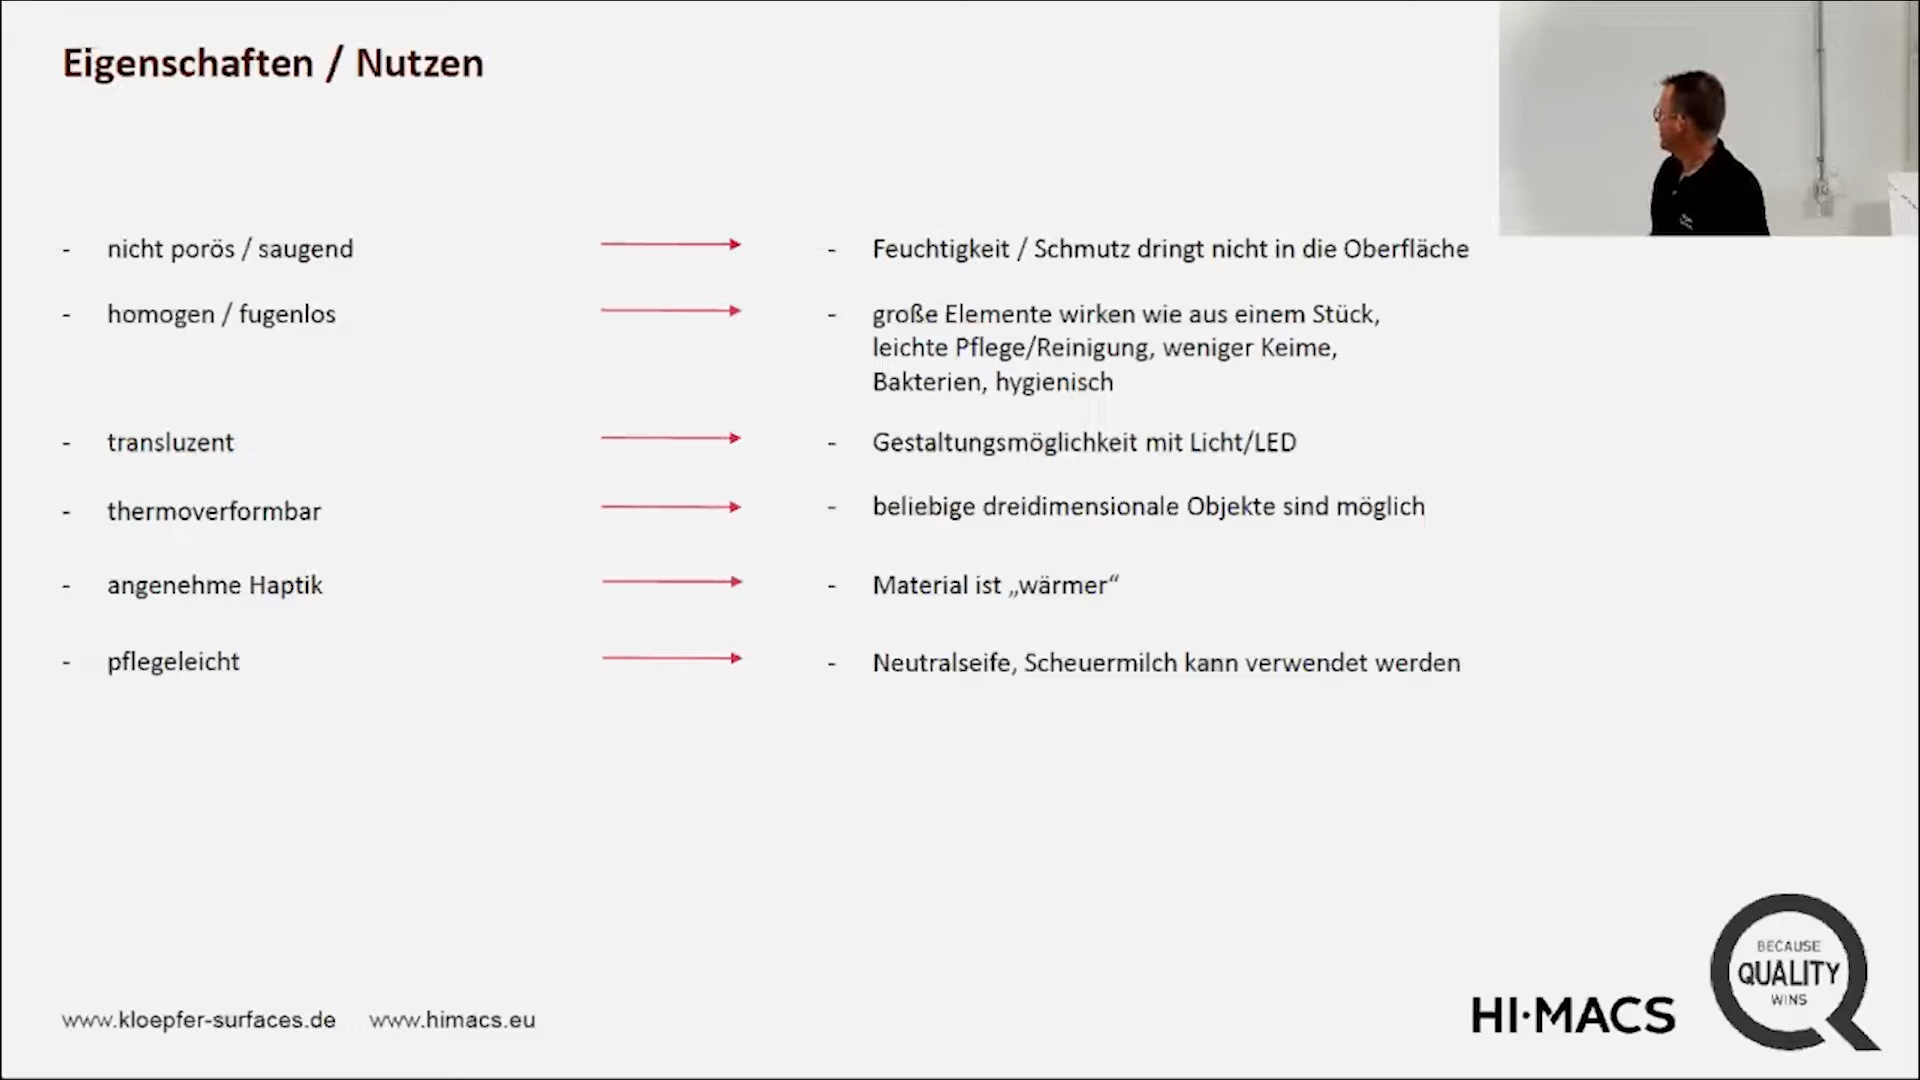 Eigenschaften / Nutzen
- nicht porös / saugend
- Feuchtigkeit / Schmutz dringt nicht in die Oberfläche
- homogen / fugenlos
- große Elemente wirken wie aus einem Stück,
leichte Pflege/Reinigung, weniger Keime,
Bakterien, hygienisch
- transluzent
- Gestaltungsmöglichkeit mit Licht/LED
- thermoverformbar
- beliebige dreidimensionale Objekte sind möglich
- angenehme Haptik
- Material ist „wärmer“
- pflegeleicht
- Neutralseife, Scheuermilch kann verwendet werden
www.kloepfer-surfaces.de www.himacs.eu
HI·MACS
BECAUSE
QUALITY
WINS